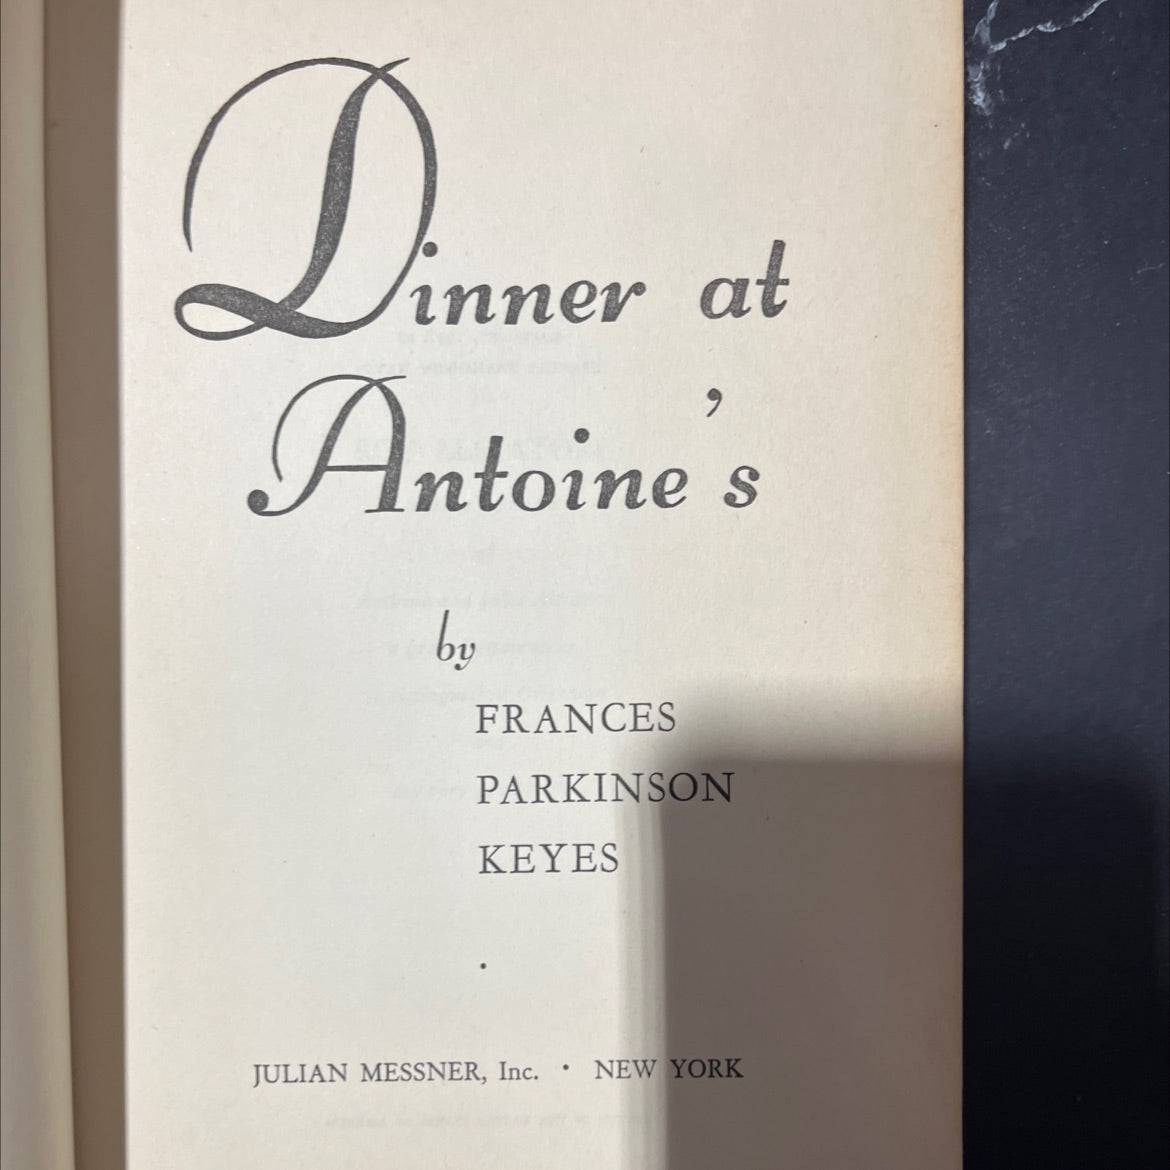 Dinner at
Antoine's
by
FRANCES
PARKINSON
KEYES
JULIAN MESSNER, Inc. · NEW YORK